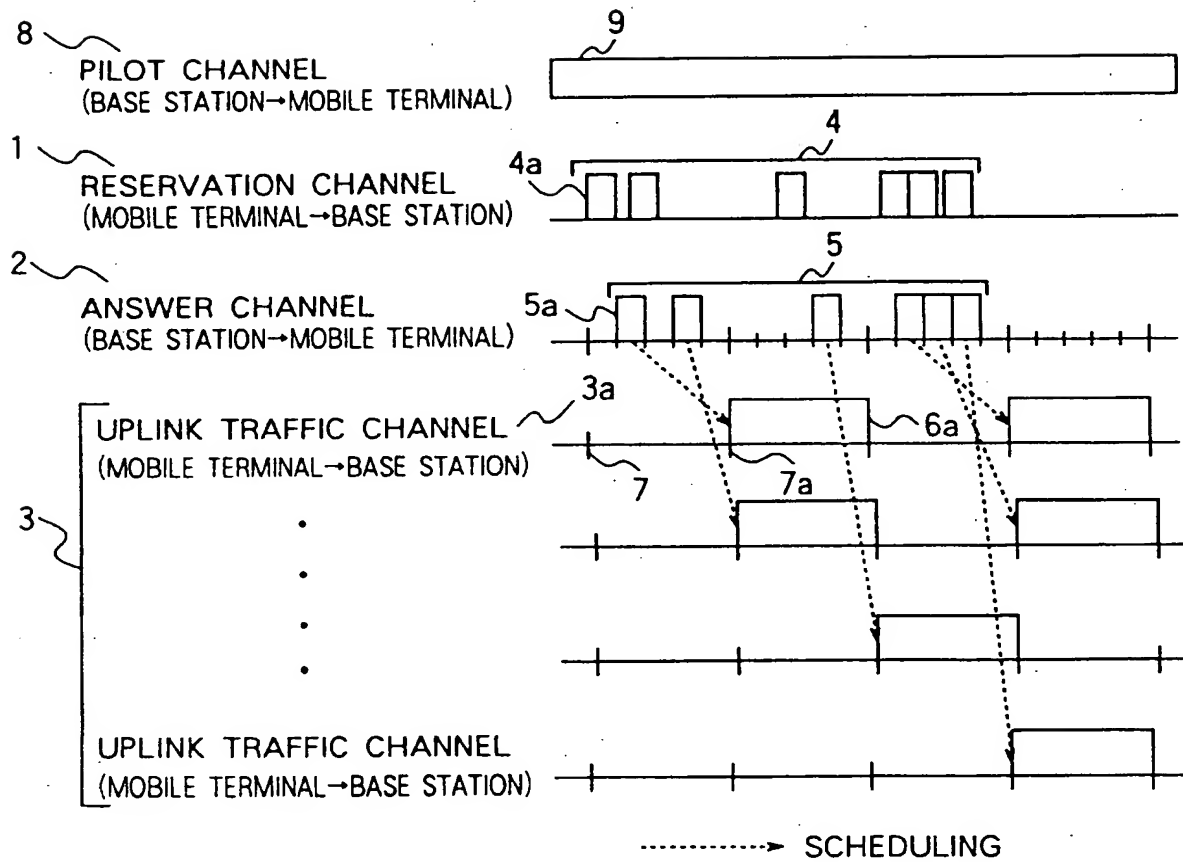 8
PILOT CHANNEL
(BASE STATION→MOBILE TERMINAL)
9
1
RESERVATION CHANNEL
(MOBILE TERMINAL→BASE STATION)
4a
4
2
ANSWER CHANNEL
(BASE STATION→MOBILE TERMINAL)
5a
5
3
UPLINK TRAFFIC CHANNEL
(MOBILE TERMINAL→BASE STATION)
3a
6a
7
7a
UPLINK TRAFFIC CHANNEL
(MOBILE TERMINAL→BASE STATION)
SCHEDULING